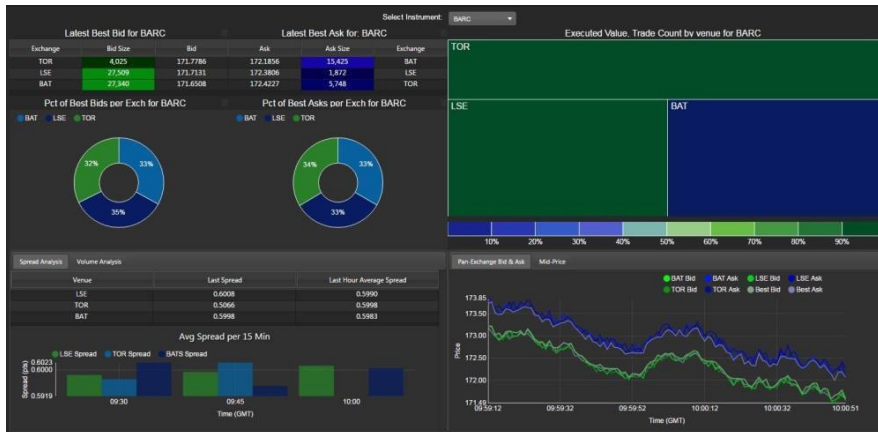 Select Instrument: BARC
Latest Best Bid for BARC
Exchange Bid Size Bid
TOR 4,025 171.7786
LSE 27,509 171.7131
BAT 27,340 171.6508
Latest Best Ask for: BARC
Ask Ask Size Exchange
172.1856 15,425 BAT
172.3806 1,872 LSE
172.4227 5,748 TOR
Executed Value, Trade Count by venue for BARC
TOR
LSE
BAT
10% 20% 30% 40% 50% 60% 70% 80% 90%
Pct of Best Bids per Exch for BARC
BAT LSE TOR
32%
33%
35%
Pct of Best Asks per Exch for BARC
BAT LSE TOR
34%
33%
33%
Spread Analysis Volume Analysis
Venue Last Spread Last Hour Average Spread
LSE 0.6008 0.5990
TOR 0.5066 0.5998
BAT 0.5998 0.5983
Avg Spread per 15 Min
LSE Spread TOR Spread BATS Spread
Spread (pts)
0.6023
0.6000
0.5919
09:30 09:45 10:00
Time (GMT)
Pan-Exchange Bid & Ask Mid-Price
BAT Bid BAT Ask LSE Bid LSE Ask
TOR Bid TOR Ask Best Bid Best Ask
Price
173.85
173.50
173.00
172.50
172.00
171.49
09:59:12 09:59:32 09:59:52 10:00:12 10:00:32 10:00:51
Time (GMT)